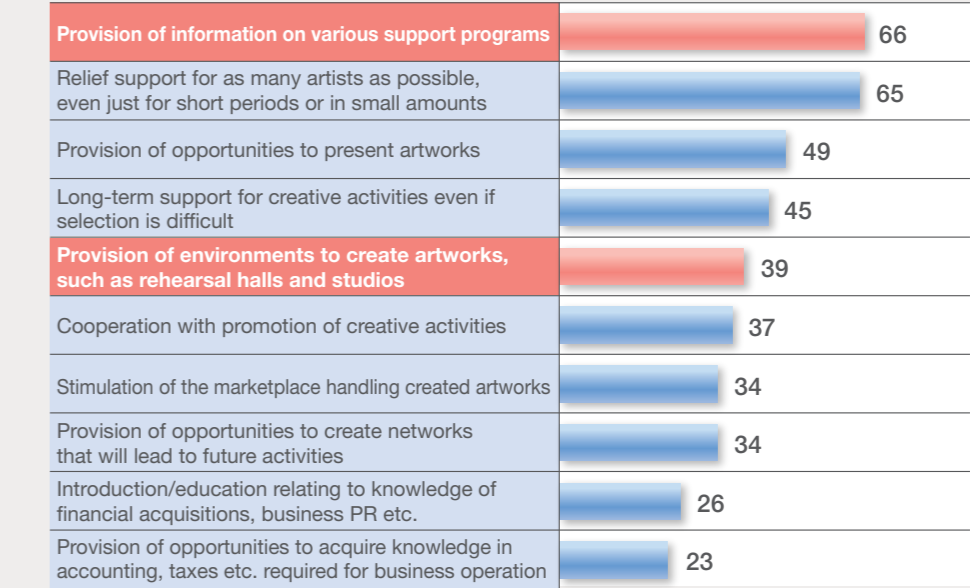 Provision of information on various support programs
66
Relief support for as many artists as possible,
even just for short periods or in small amounts
65
Provision of opportunities to present artworks
49
Long-term support for creative activities even if
selection is difficult
45
Provision of environments to create artworks,
such as rehearsal halls and studios
39
Cooperation with promotion of creative activities
37
Stimulation of the marketplace handling created artworks
34
Provision of opportunities to create networks
that will lead to future activities
34
Introduction/education relating to knowledge of
financial acquisitions, business PR etc.
26
Provision of opportunities to acquire knowledge in
accounting, taxes etc. required for business operation
23